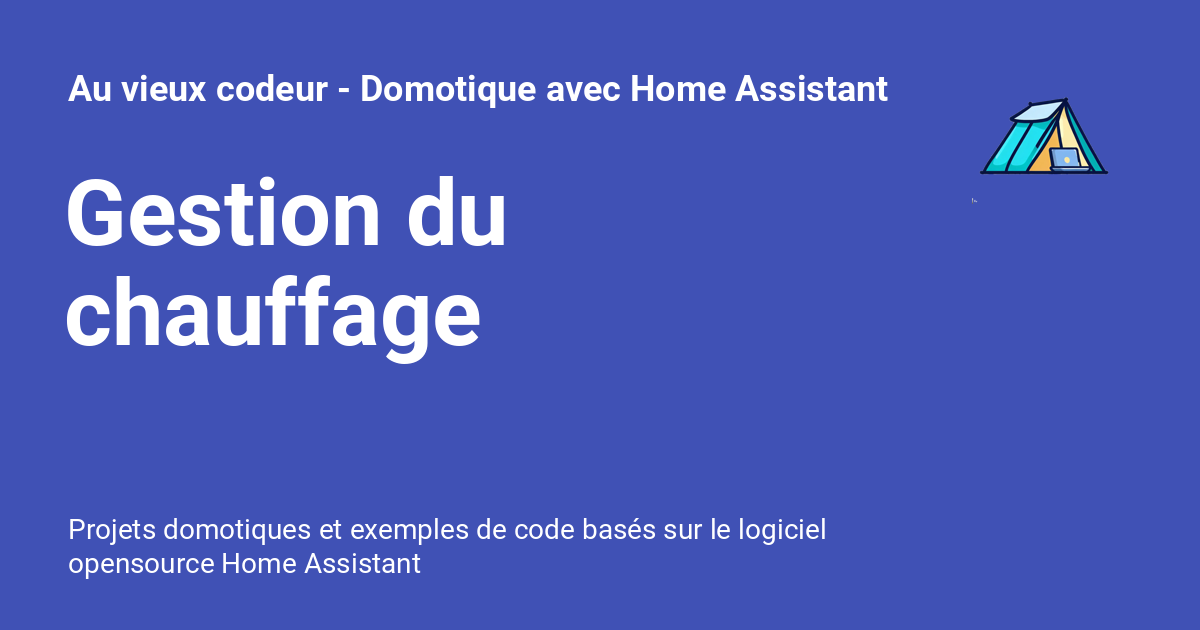 Au vieux codeur - Domotique avec Home Assistant
Gestion du
chauffage
Projets domotiques et exemples de code basés sur le logiciel
opensource Home Assistant